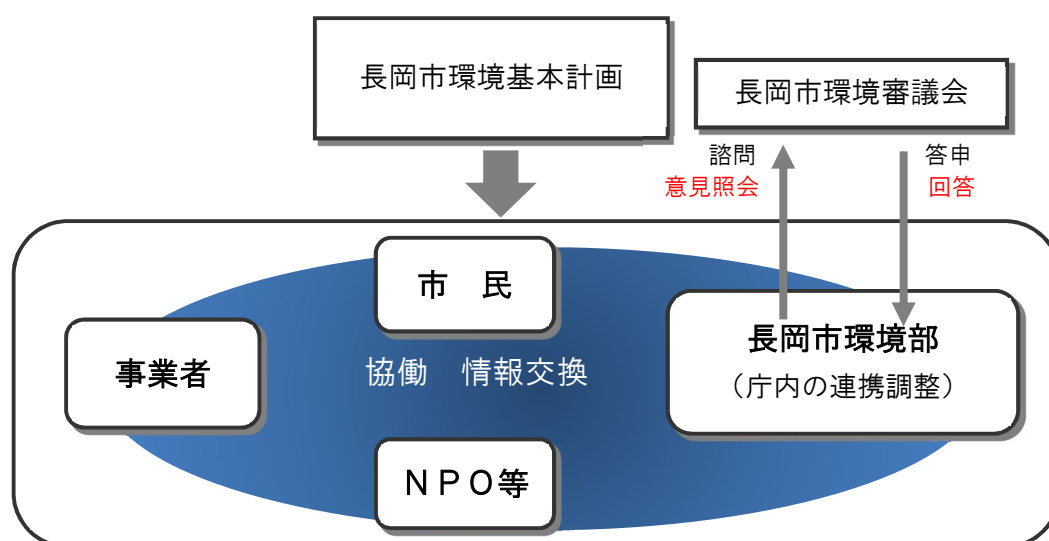 長岡市環境基本計画
長岡市環境審議会
諮問
意見照会
答申
回答
市　民
事業者
協働　情報交換
長岡市環境部
（庁内の連携調整）
ＮＰＯ等